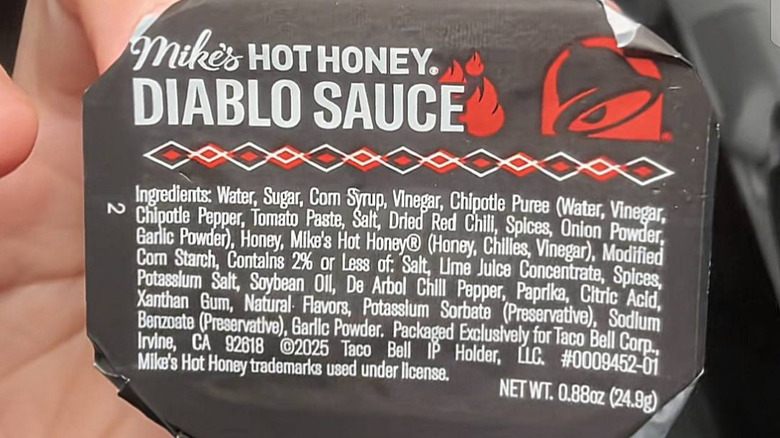 Mike's HOT HONEY®
DIABLO SAUCE
2
Ingredients: Water, Sugar, Corn Syrup, Vinegar, Chipotle Puree (Water, Vinegar,
Chipotle Pepper, Tomato Paste, Salt, Dried Red Chili, Spices, Onion Powder,
Garlic Powder), Honey, Mike's Hot Honey® (Honey, Chilies, Vinegar), Modified
Corn Starch, Contains 2% or Less of: Salt, Lime Juice Concentrate, Spices,
Potassium Salt, Soybean Oil, De Arbol Chili Pepper, Paprika, Citric Acid,
Xanthan Gum, Natural Flavors, Potassium Sorbate (Preservative), Sodium
Benzoate (Preservative), Garlic Powder. Packaged Exclusively for Taco Bell Corp.,
Irvine, CA 92618 ©2025 Taco Bell IP Holder, LLC. #0009452-01
Mike's Hot Honey trademarks used under license.
NET WT. 0.88oz (24.9g)